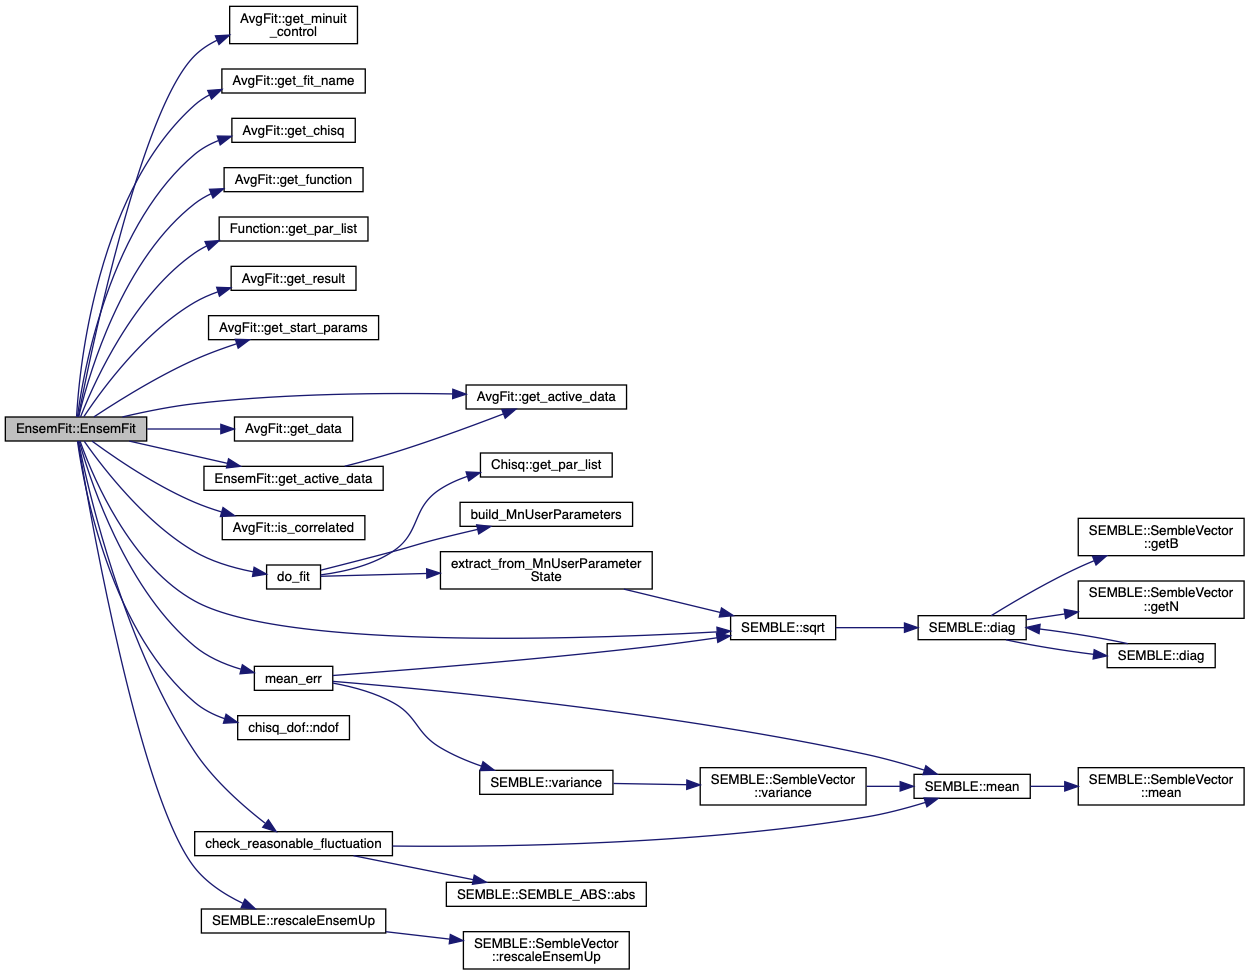 AvgFit::get_minuit
_control
AvgFit::get_fit_name
AvgFit::get_chisq
AvgFit::get_function
Function::get_par_list
AvgFit::get_result
AvgFit::get_start_params
AvgFit::get_active_data
EnsemFit::EnsemFit
AvgFit::get_data
Chisq::get_par_list
EnsemFit::get_active_data
build_MnUserParameters
AvgFit::is_correlated
SEMBLE::SembleVector
::getB
extract_from_MnUserParameter
State
do_fit
SEMBLE::SembleVector
::getN
SEMBLE::sqrt
SEMBLE::diag
SEMBLE::diag
mean_err
chisq_dof::ndof
SEMBLE::variance
SEMBLE::SembleVector
::variance
SEMBLE::mean
SEMBLE::SembleVector
::mean
check_reasonable_fluctuation
SEMBLE::SEMBLE_ABS::abs
SEMBLE::rescaleEnsemUp
SEMBLE::SembleVector
::rescaleEnsemUp